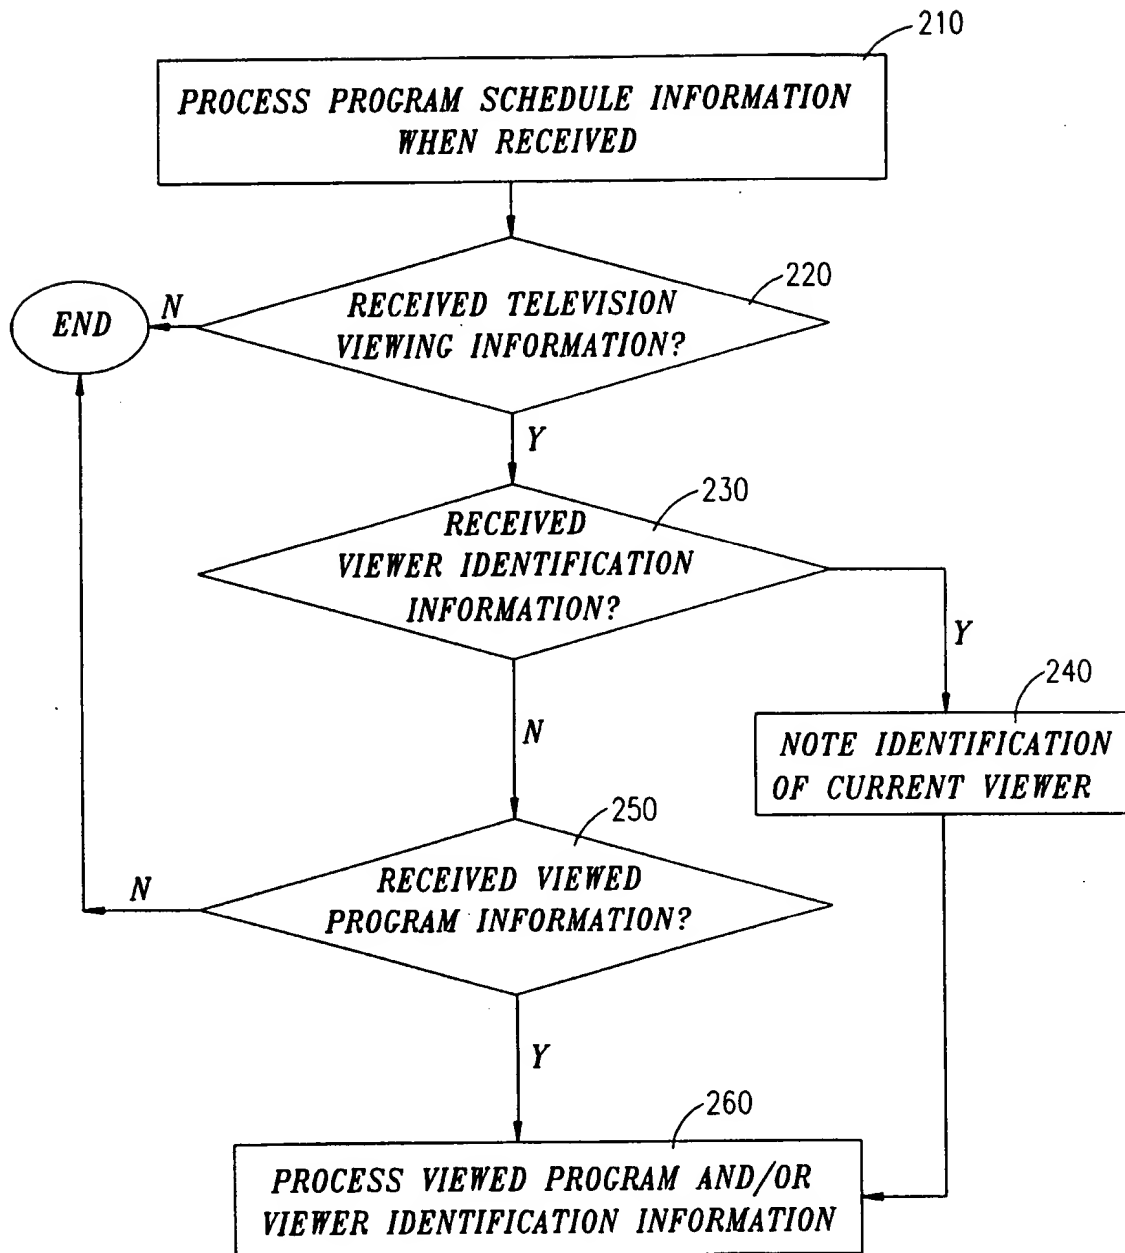 210
PROCESS PROGRAM SCHEDULE INFORMATION
WHEN RECEIVED
220
RECEIVED TELEVISION
VIEWING INFORMATION?
N
END
Y
230
RECEIVED
VIEWER IDENTIFICATION
INFORMATION?
Y
240
NOTE IDENTIFICATION
OF CURRENT VIEWER
N
250
RECEIVED VIEWED
PROGRAM INFORMATION?
N
Y
260
PROCESS VIEWED PROGRAM AND/OR
VIEWER IDENTIFICATION INFORMATION